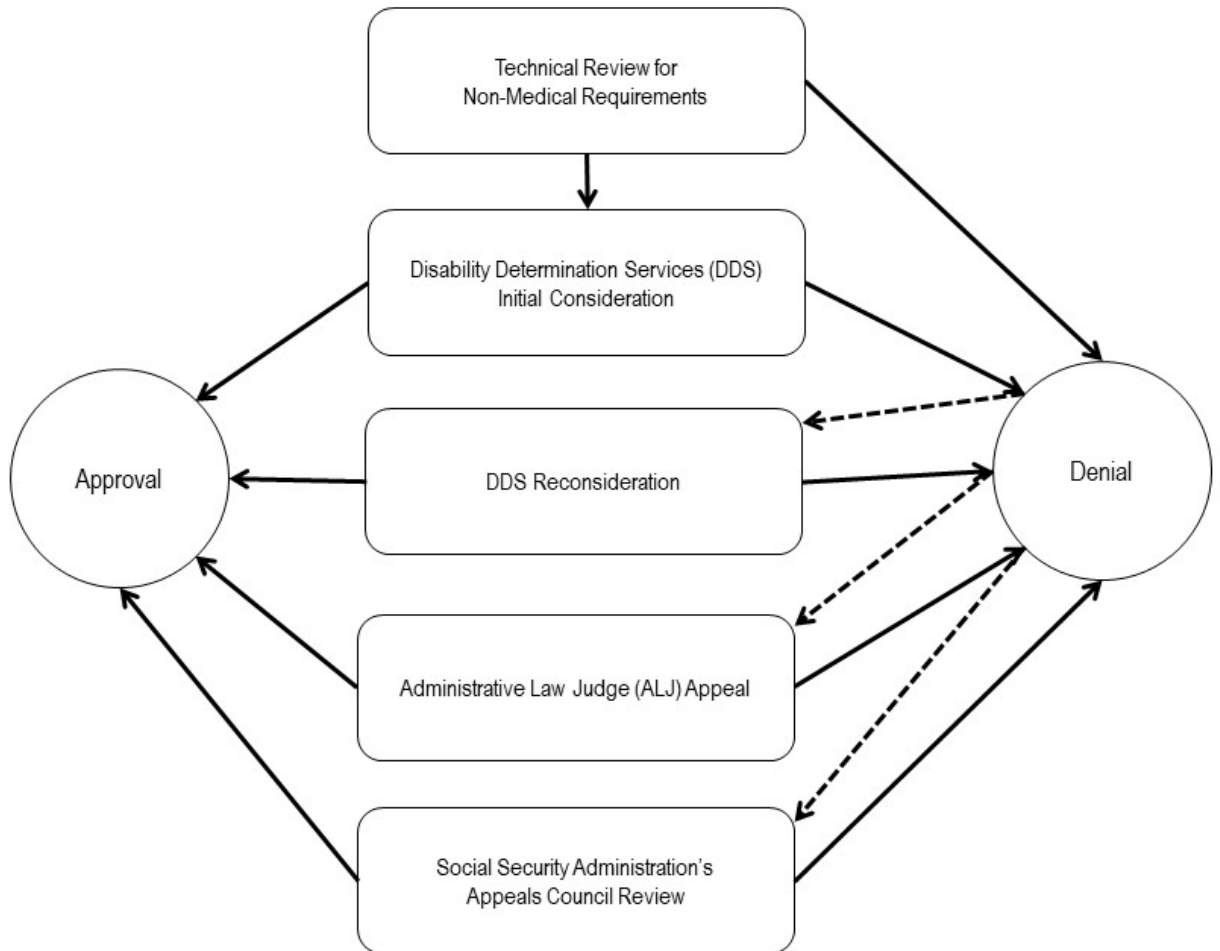 Technical Review for
Non-Medical Requirements
Disability Determination Services (DDS)
Initial Consideration
Approval
DDS Reconsideration
Denial
Administrative Law Judge (ALJ) Appeal
Social Security Administration’s
Appeals Council Review